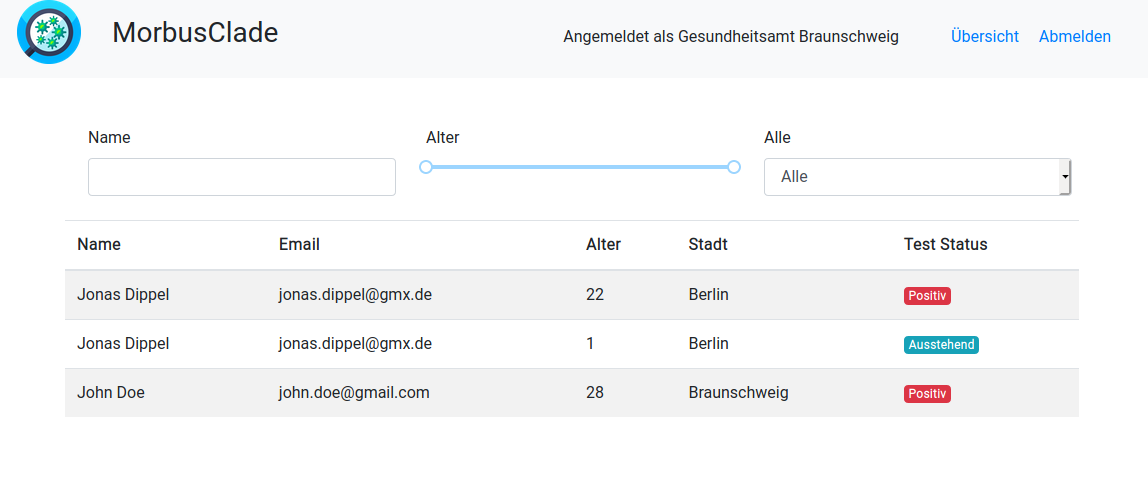 MorbusClade
Angemeldet als Gesundheitsamt Braunschweig Übersicht Abmelden
Name Alter Alle
Alle
Name Email Alter Stadt Test Status
Jonas Dippel jonas.dippel@gmx.de 22 Berlin Positiv
Jonas Dippel jonas.dippel@gmx.de 1 Berlin Ausstehend
John Doe john.doe@gmail.com 28 Braunschweig Positiv